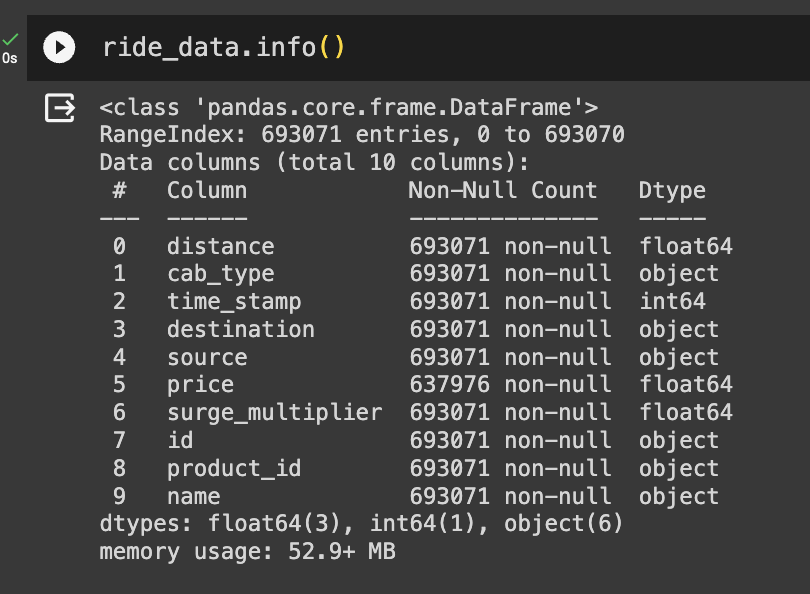 ride_data.info()
0s
<class 'pandas.core.frame.DataFrame'>
RangeIndex: 693071 entries, 0 to 693070
Data columns (total 10 columns):
 #   Column            Non-Null Count   Dtype
---  ------            --------------   -----
 0   distance          693071 non-null  float64
 1   cab_type          693071 non-null  object
 2   time_stamp        693071 non-null  int64
 3   destination       693071 non-null  object
 4   source            693071 non-null  object
 5   price             637976 non-null  float64
 6   surge_multiplier  693071 non-null  float64
 7   id                693071 non-null  object
 8   product_id        693071 non-null  object
 9   name              693071 non-null  object
dtypes: float64(3), int64(1), object(6)
memory usage: 52.9+ MB